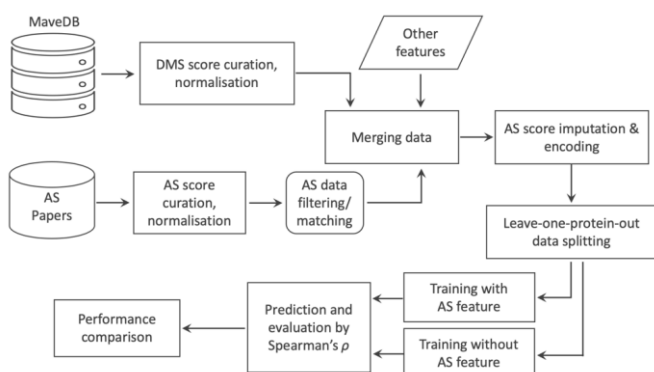 MaveDB
DMS score curation,
normalisation
Other
features
Merging data
AS score imputation &
encoding
AS
Papers
AS score
curation,
normalisation
AS data
filtering/
matching
Leave-one-protein-out
data splitting
Training with
AS feature
Training without
AS feature
Prediction and
evaluation by
Spearman's ρ
Performance
comparison